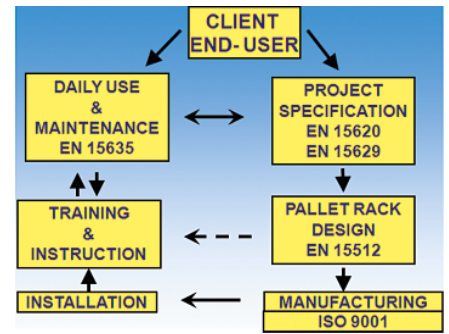 CLIENT
END- USER
DAILY USE
&
MAINTENANCE
EN 15635
PROJECT
SPECIFICATION
EN 15620
EN 15629
TRAINING
&
INSTRUCTION
PALLET RACK
DESIGN
EN 15512
INSTALLATION
MANUFACTURING
ISO 9001